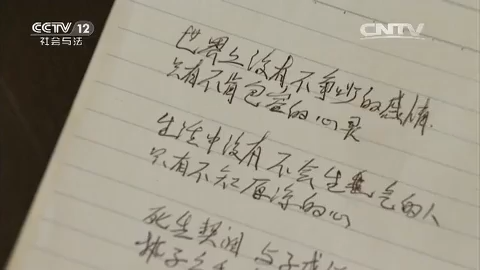 CCTV 12
社会与法
CNTV
世界上没有不争吵的感情
只有不肯包容的心灵
生活中没有不会生气的人
只有不知原谅的心
死生契阔 与子成
执子之